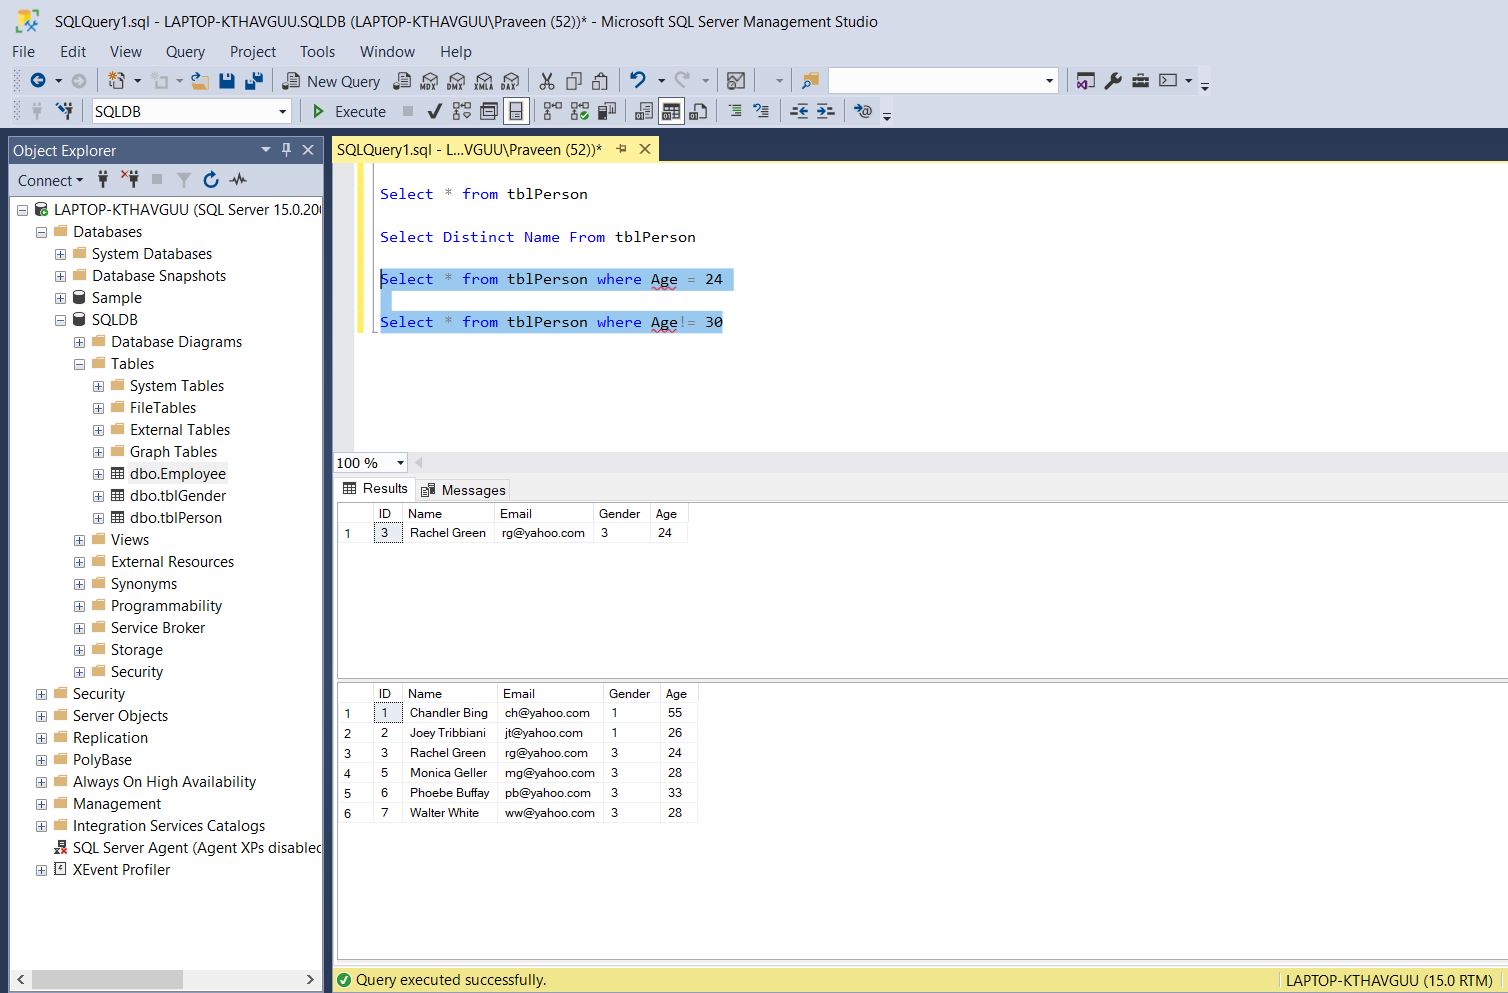 SQLQuery1.sql - LAPTOP-KTHAVGUU.SQLDB (LAPTOP-KTHAVGUU\Praveen (52))* - Microsoft SQL Server Management Studio
File Edit View Query Project Tools Window Help
New Query MDX DMX XMLA DAX
SQLDB Execute
Object Explorer
Connect
LAPTOP-KTHAVGUU (SQL Server 15.0.200
Databases
System Databases
Database Snapshots
Sample
SQLDB
Database Diagrams
Tables
System Tables
FileTables
External Tables
Graph Tables
dbo.Employee
dbo.tblGender
dbo.tblPerson
Views
External Resources
Synonyms
Programmability
Service Broker
Storage
Security
Security
Server Objects
Replication
PolyBase
Always On High Availability
Management
Integration Services Catalogs
SQL Server Agent (Agent XPs disabled
XEvent Profiler
SQLQuery1.sql - L...VGUU\Praveen (52))*
Select * from tblPerson
Select Distinct Name From tblPerson
Select * from tblPerson where Age = 24
Select * from tblPerson where Age!= 30
100 %
Results Messages
ID Name Email Gender Age
1 3 Rachel Green rg@yahoo.com 3 24
ID Name Email Gender Age
1 1 Chandler Bing ch@yahoo.com 1 55
2 2 Joey Tribbiani jt@yahoo.com 1 26
3 3 Rachel Green rg@yahoo.com 3 24
4 5 Monica Geller mg@yahoo.com 3 28
5 6 Phoebe Buffay pb@yahoo.com 3 33
6 7 Walter White ww@yahoo.com 3 28
Query executed successfully. LAPTOP-KTHAVGUU (15.0 RTM)